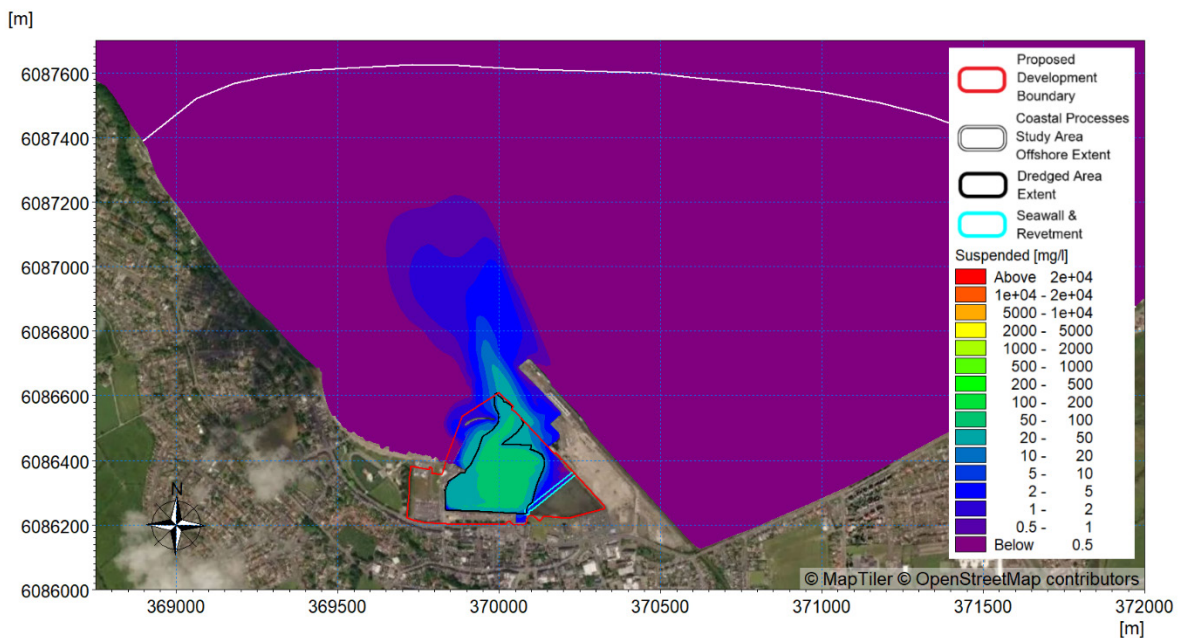 [m]
6087600
6087400
6087200
6087000
6086800
6086600
6086400
6086200
6086000
369000
369500
370000
370500
371000
371500
372000
[m]
N
Proposed
Development
Boundary
Coastal Processes
Study Area
Offshore Extent
Dredged Area
Extent
Seawall &
Revetment
Suspended [mg/l]
Above 2e+04
1e+04 - 2e+04
5000 - 1e+04
2000 - 5000
1000 - 2000
500 - 1000
200 - 500
100 - 200
50 - 100
20 - 50
10 - 20
5 - 10
2 - 5
1 - 2
0.5 - 1
Below 0.5
© MapTiler © OpenStreetMap contributors